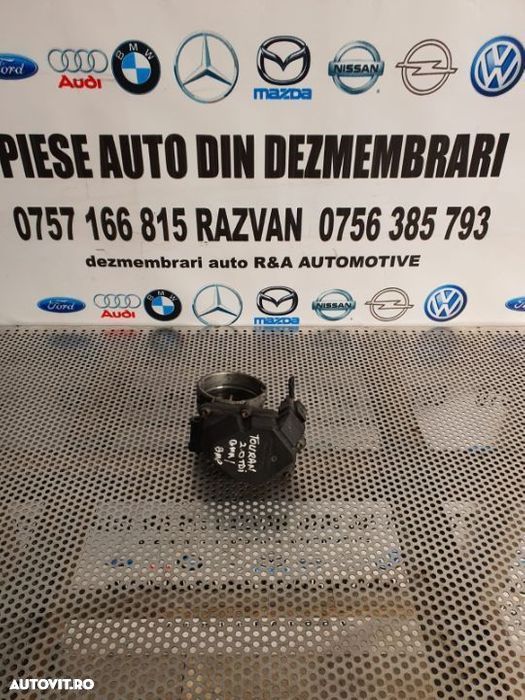 Ford Audi BMW mazda NISSAN
PIESE AUTO DIN DEZMEMBRARI
0757 166 815 RAZVAN 0756 385 793
dezmembrari auto R&A AUTOMOTIVE
Ford Audi BMW mazda NISSAN
TOURAN
2.0 TDi
BMP
AUTOVIT.RO